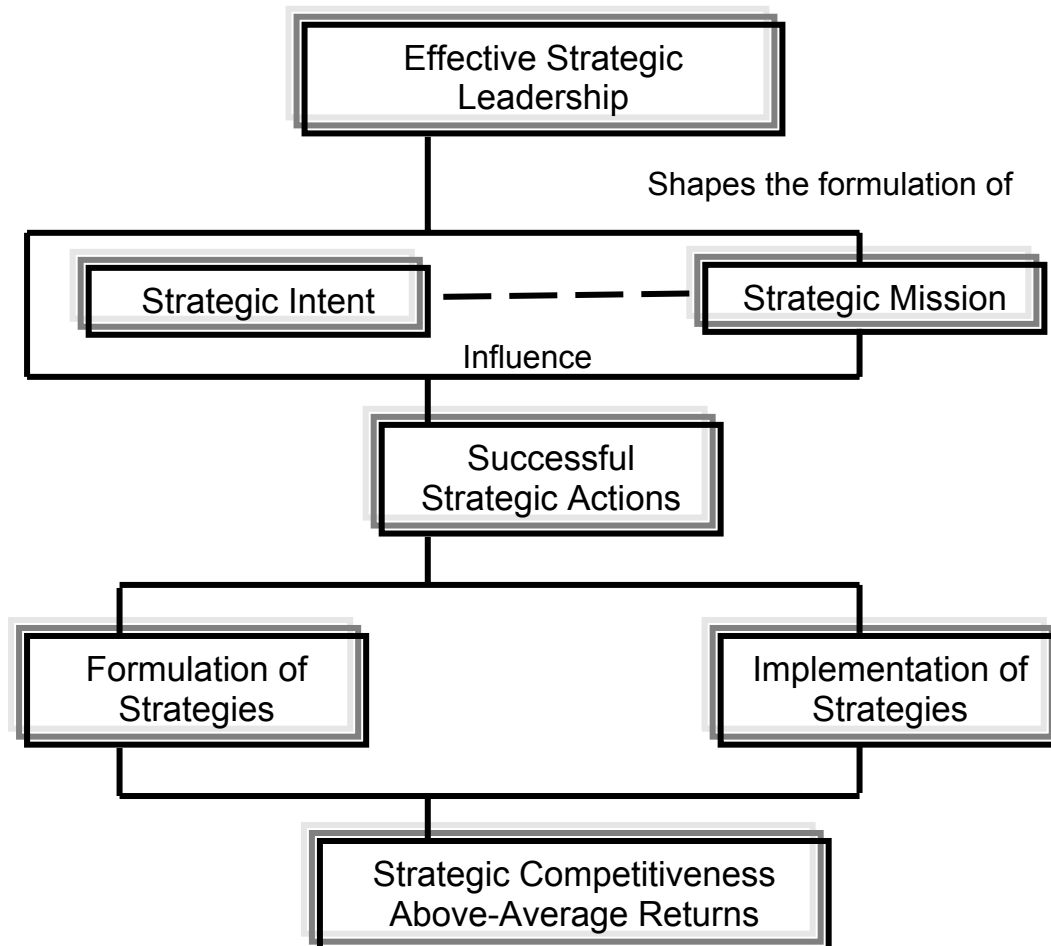 Effective Strategic
Leadership
Shapes the formulation of
Strategic Intent
Strategic Mission
Influence
Successful
Strategic Actions
Formulation of
Strategies
Implementation of
Strategies
Strategic Competitiveness
Above-Average Returns